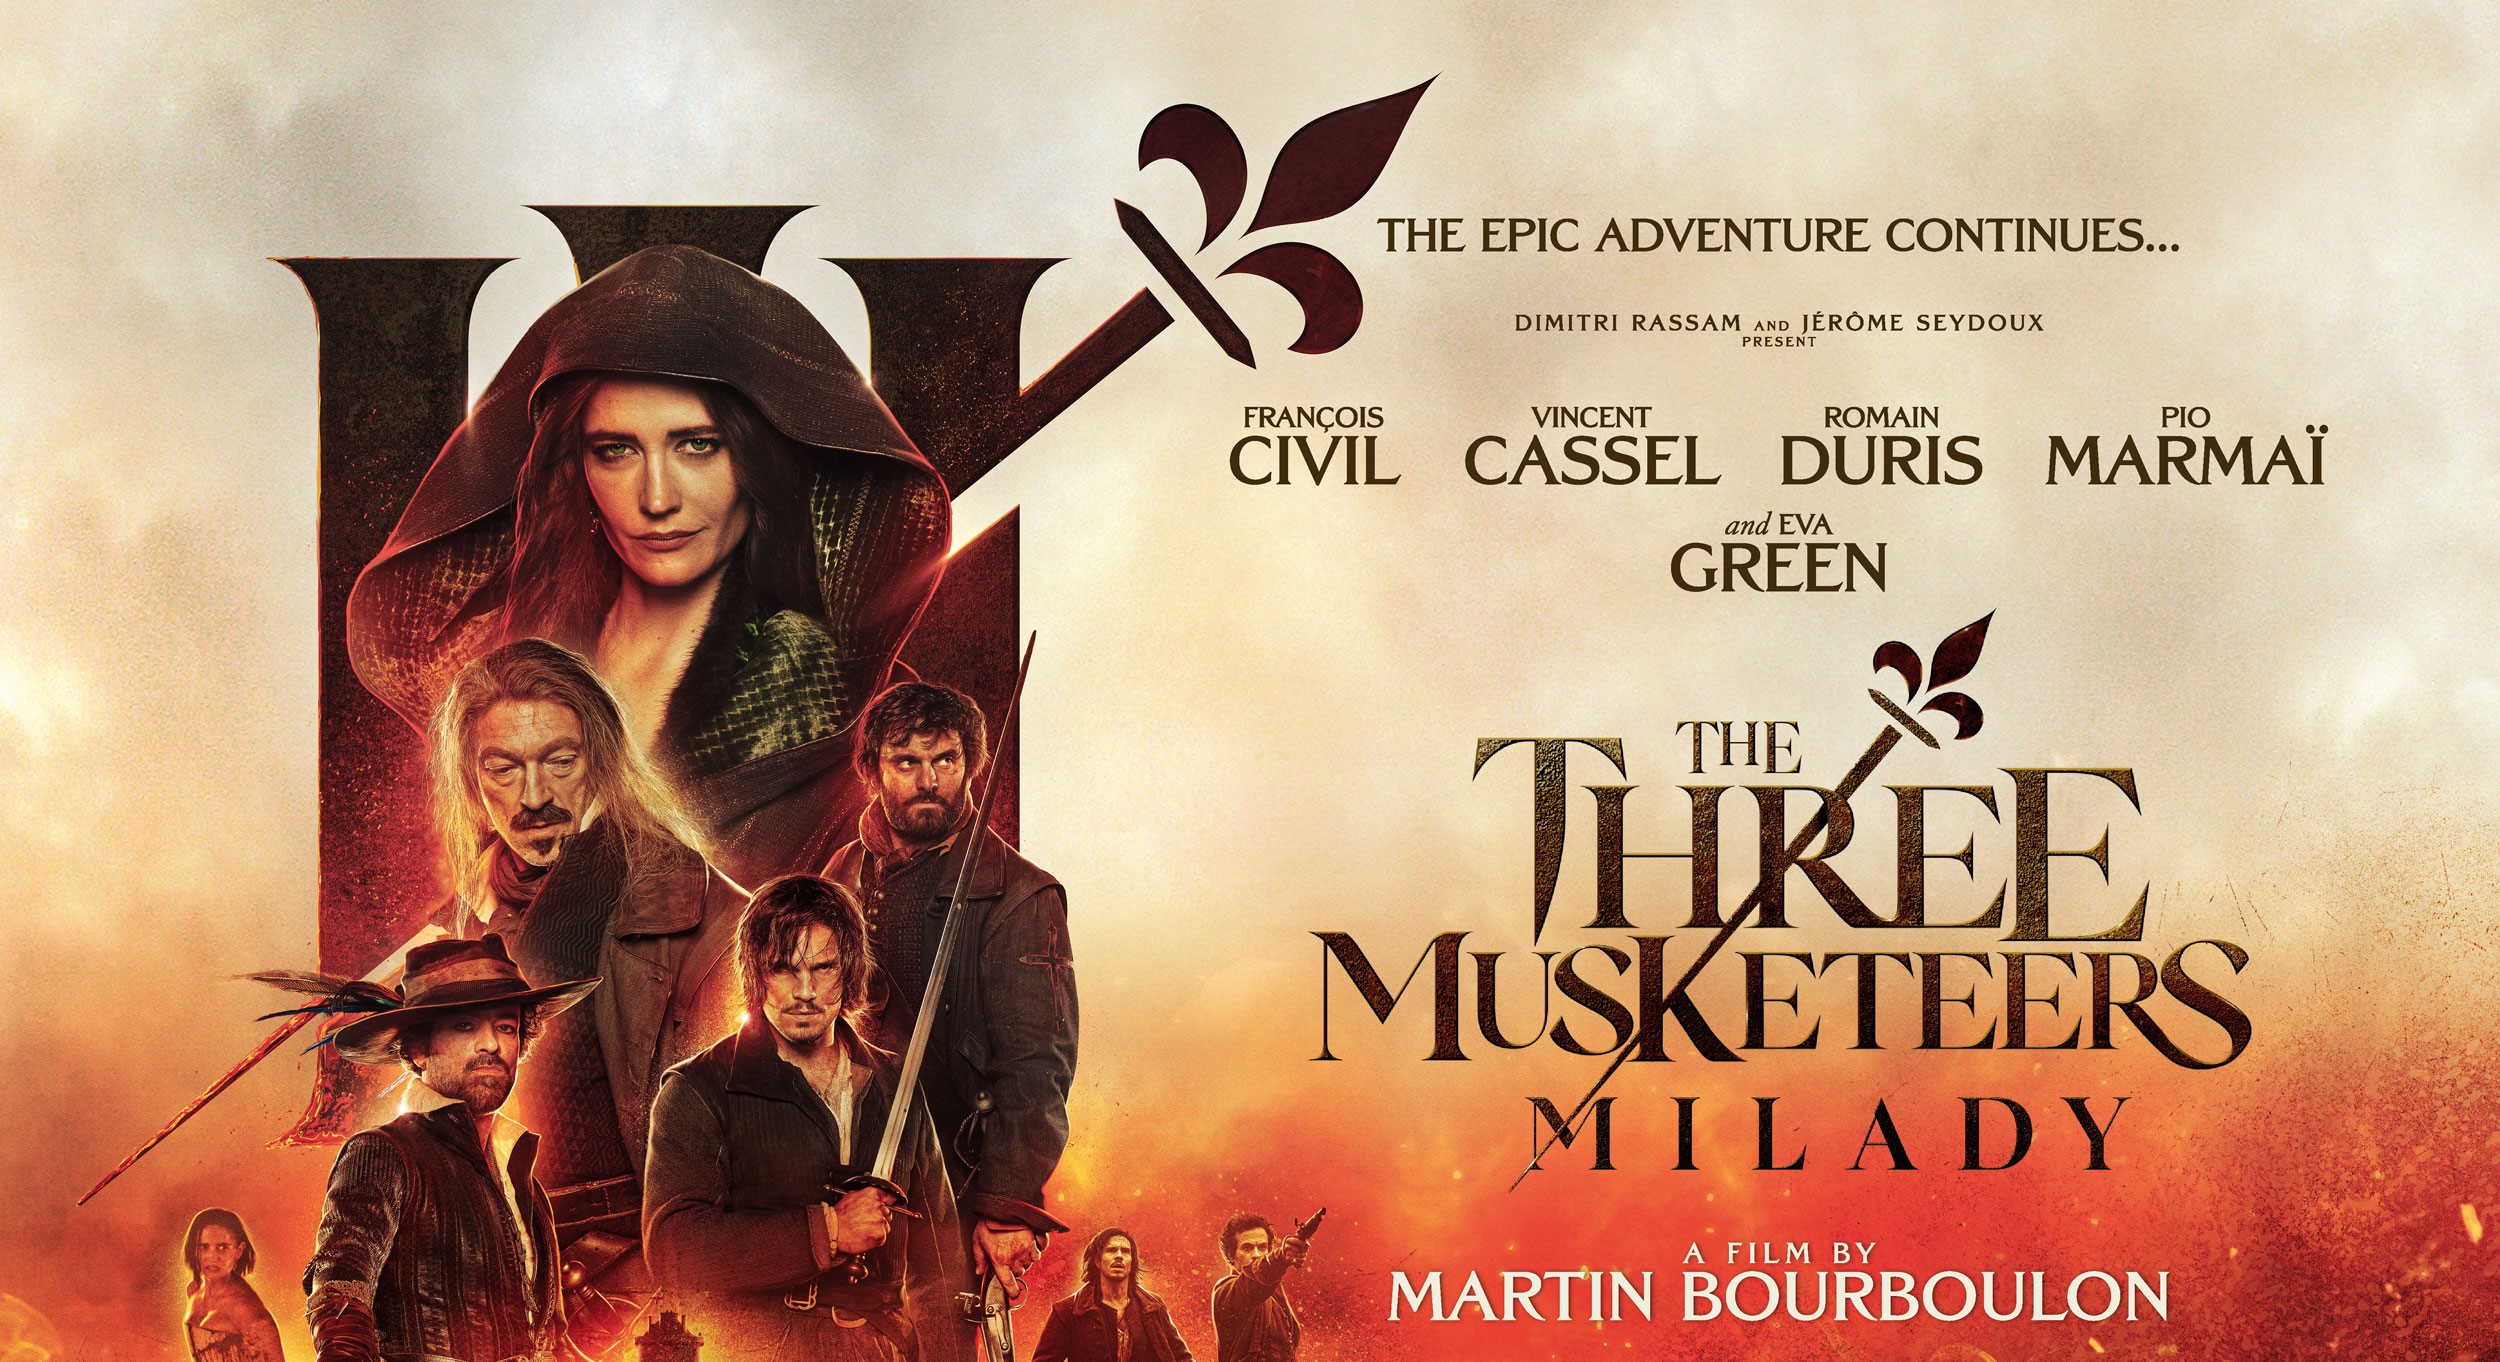 THE EPIC ADVENTURE CONTINUES...
DIMITRI RASSAM AND JÉRÔME SEYDOUX
PRESENT
FRANÇOIS CIVIL
VINCENT CASSEL
ROMAIN DURIS
PIO MARMAÏ
and EVA
GREEN
THE
THREE
MUSKETEERS
MILADY
A FILM BY
MARTIN BOURBOULON